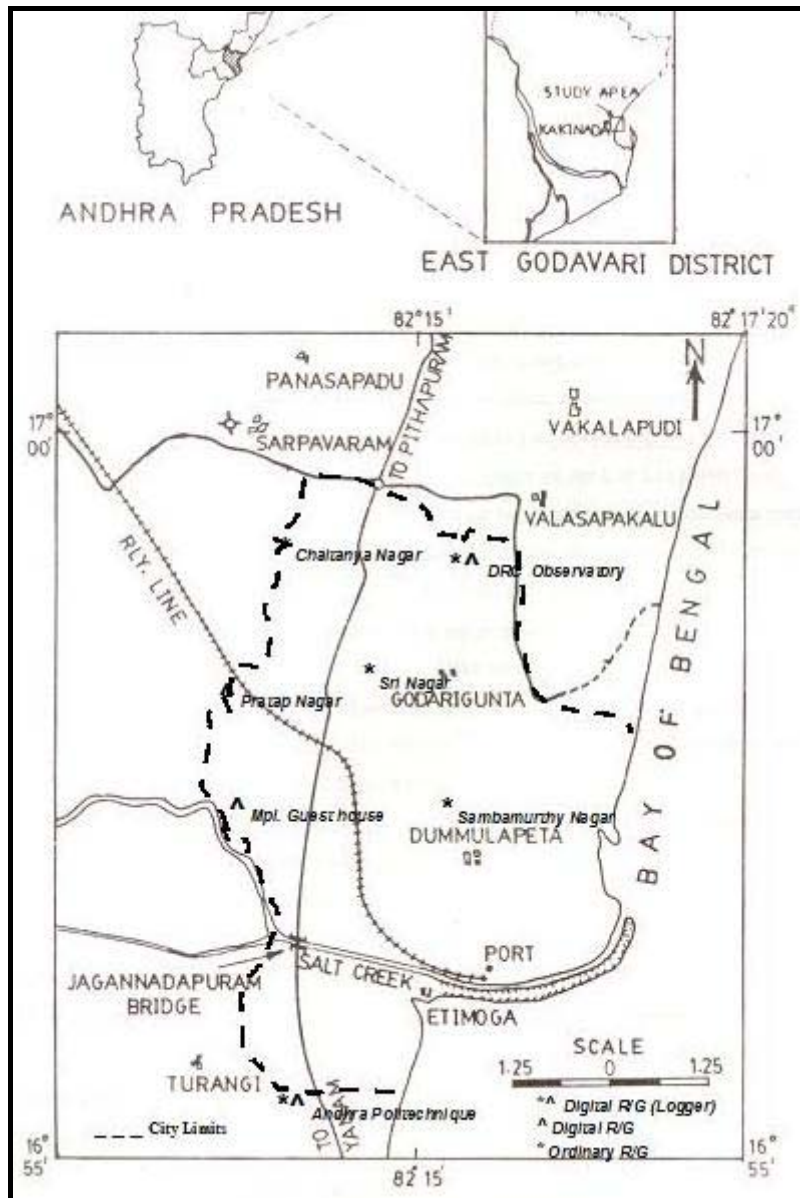 STUDY AREA
KAKINADA
ANDHRA PRADESH
EAST GODAVARI DISTRICT
82° 15'
82° 17'20"
N
PANASAPADU
TO PITHAPURAM
VAKALAPUDI
17°
00'
17°
00'
SARPAVARAM
VALASAPAKALU
RLY. LINE
Chaitanya Nagar
*^ DRC Observatory
BAY OF BENGAL
* Sri Nagar
GODARIGUNTA
Pratap Nagar
^ Mpl. Guest house
* Sambamurthy Nagar
DUMMULAPETA
PORT
SALT CREEK
JAGANNADAPURAM
BRIDGE
ETIMOGA
SCALE
1.25 0 1.25
TURANGI
*^ Andhra Politechnique
TO YANAM
*^ Digital R/G (Logger)
^ Digital R/G
* Ordinary R/G
City Limits
16°
55'
16°
55'
82° 15'